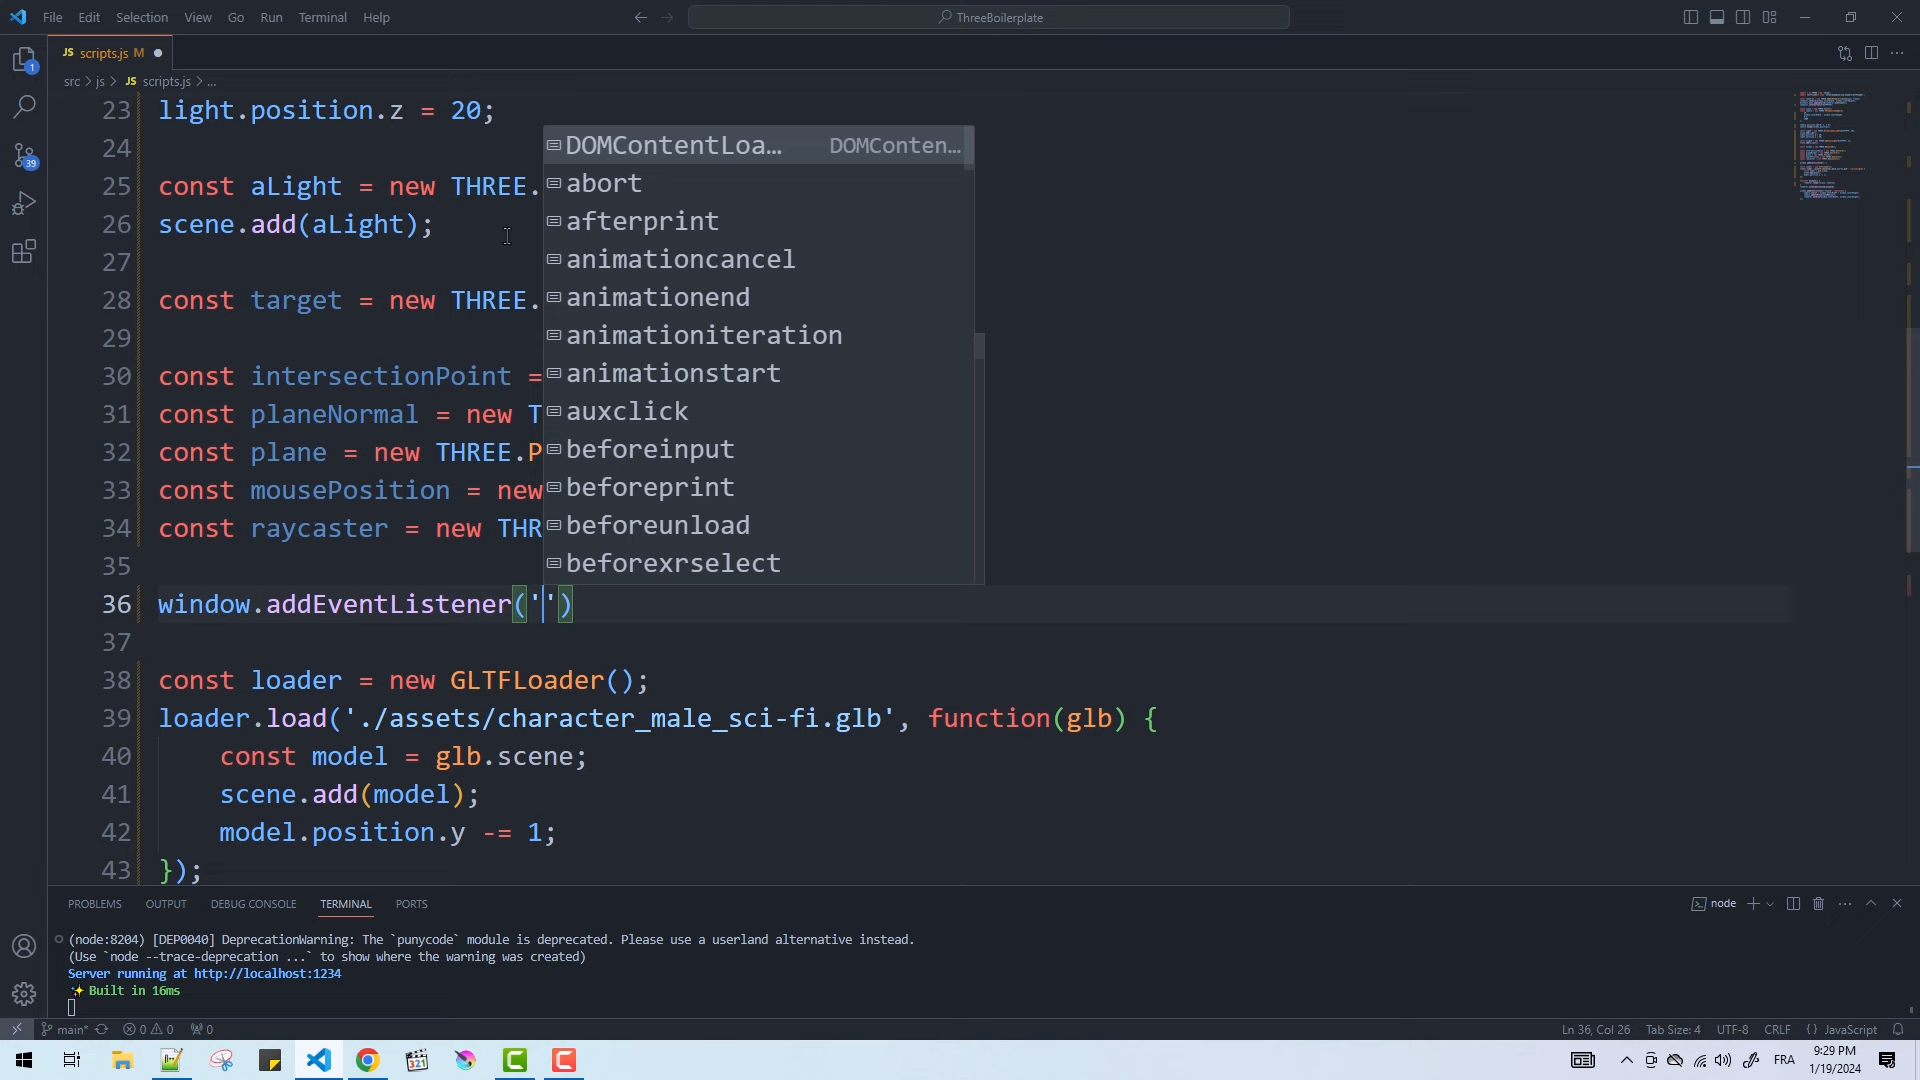 File Edit Selection View Go Run Terminal Help
ThreeBoilerplate
JS scripts.js M
src > js > JS scripts.js > ...
23 light.position.z = 20;
24
25 const aLight = new THREE.
26 scene.add(aLight);
27
28 const target = new THREE.
29
30 const intersectionPoint =
31 const planeNormal = new T
32 const plane = new THREE.P
33 const mousePosition = new
34 const raycaster = new THR
35
36 window.addEventListener('')
37
38 const loader = new GLTFLoader();
39 loader.load('./assets/character_male_sci-fi.glb', function(glb) {
40 const model = glb.scene;
41 scene.add(model);
42 model.position.y -= 1;
43 });
DOMContentLoa... DOMConten...
abort
afterprint
animationcancel
animationend
animationiteration
animationstart
auxclick
beforeinput
beforeprint
beforeunload
beforexrselect
PROBLEMS OUTPUT DEBUG CONSOLE TERMINAL PORTS
node
(node:8204) [DEP0040] DeprecationWarning: The `punycode` module is deprecated. Please use a userland alternative instead.
(Use `node --trace-deprecation ...` to show where the warning was created)
Server running at http://localhost:1234
✨ Built in 16ms
main* 0 0 0
Ln 36, Col 26 Tab Size: 4 UTF-8 CRLF {} JavaScript
1
39
321
FRA
9:29 PM
1/19/2024